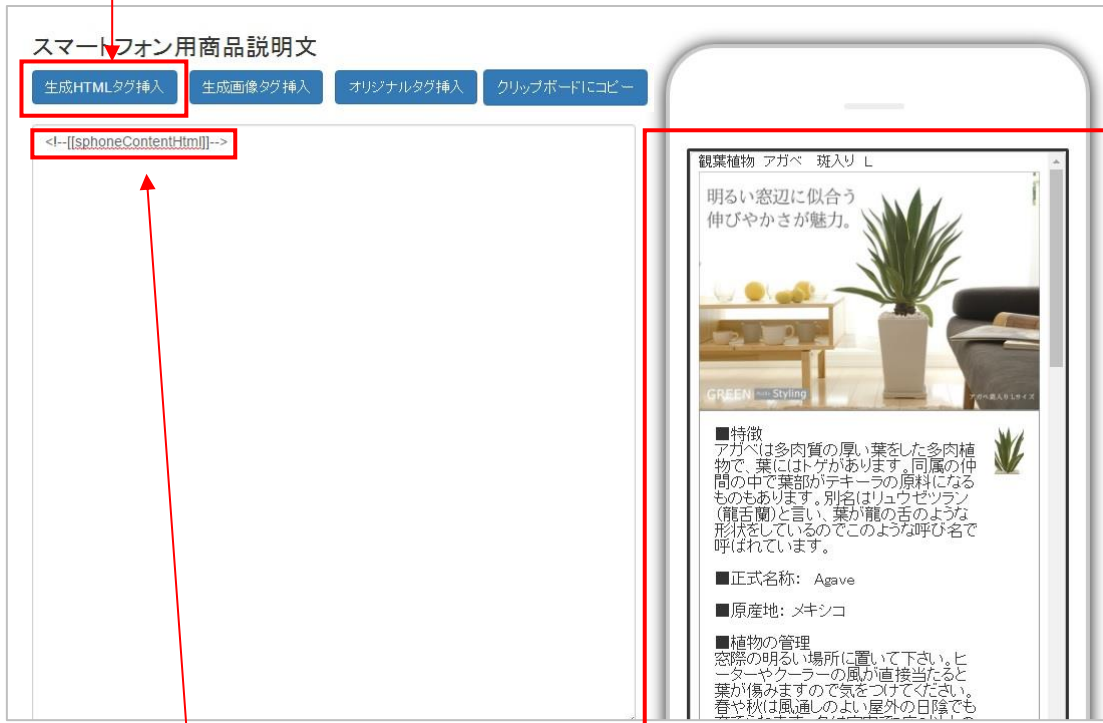 スマートフォン用商品説明文
生成HTMLタグ挿入
生成画像タグ挿入
オリジナルタグ挿入
クリップボードにコピー
<!--[[sphoneContentHtml]]-->
観葉植物 アガベ 斑入り L
明るい窓辺に似合う
伸びやかさが魅力。
GREEN Styling
アガベ斑入りLサイズ
■特徴
アガベは多肉質の厚い葉をした多肉植
物で、葉にはトゲがあります。同属の仲
間の中で葉部がテキーラの原料になる
ものもあります。別名はリュウゼツラン
(龍舌蘭)と言い、葉が龍の舌のような
形状をしているのでこのような呼び名で
呼ばれています。
■正式名称: Agave
■原産地: メキシコ
■植物の管理
窓際の明るい場所に置いて下さい。ヒ
ーターやクーラーの風が直接当たると
葉が傷みますので気をつけてください。
春や秋は風通しのよい屋外の日陰でも